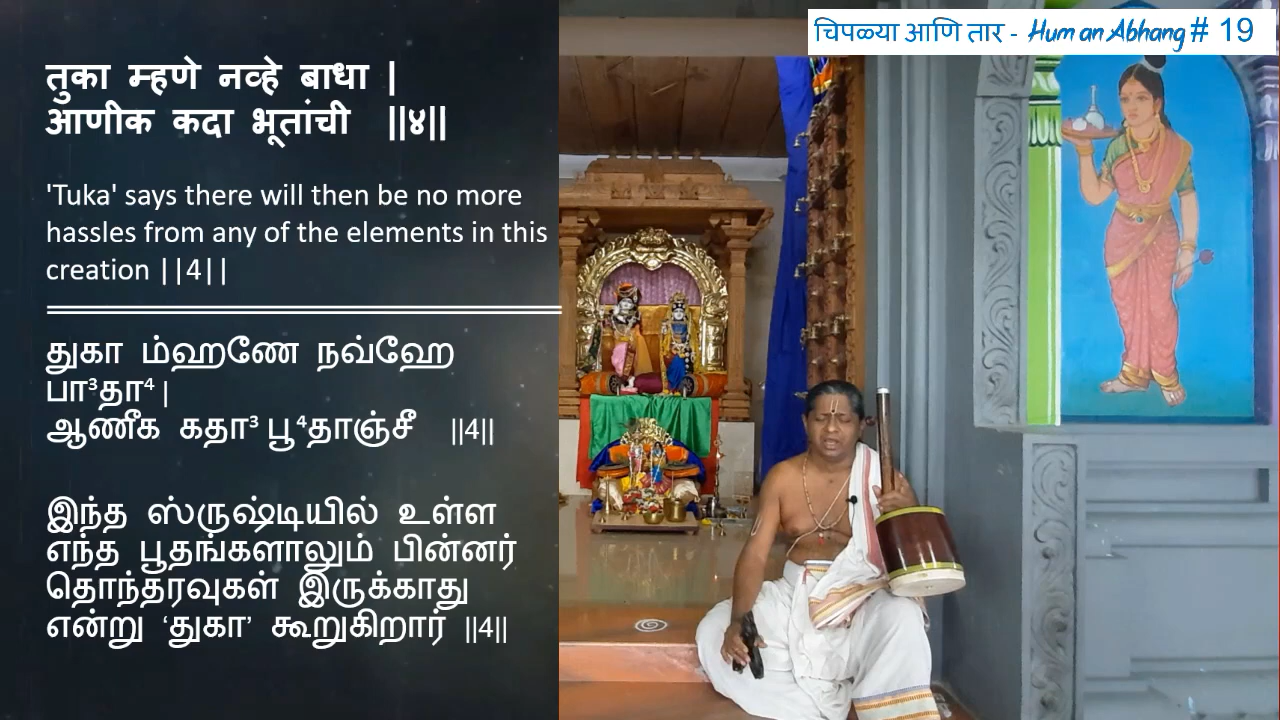 चिपळ्या आणि तार - Hum an Abhang # 19
तुका म्हणे नव्हे बाधा |
आणीक कदा भूतांची ||४||
'Tuka' says there will then be no more
hassles from any of the elements in this
creation ||4||
துகா ம்ஹணே நவ்ஹே
பா³தா⁴ |
ஆணீக கதா³ பூ⁴தாஞ்சீ ||4||
இந்த ஸ்ருஷ்டியில் உள்ள
எந்த பூதங்களாலும் பின்னர்
தொந்தரவுகள் இருக்காது
என்று ‘துகா’ கூறுகிறார் ||4||